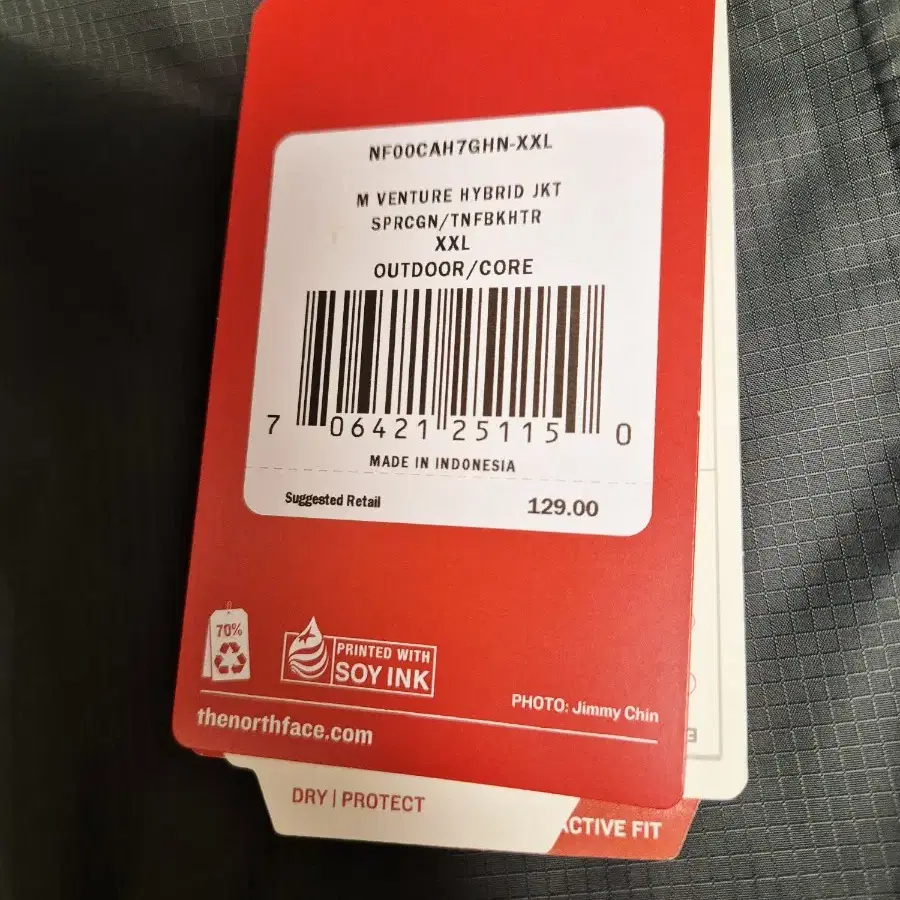 NF00CAH7GHN-XXL
M VENTURE HYBRID JKT
SPRCGN/TNFBKHTR
XXL
OUTDOOR/CORE
7 06421 25115 0
MADE IN INDONESIA
Suggested Retail 129.00
70%
PRINTED WITH
SOY INK
PHOTO: Jimmy Chin
thenorthface.com
DRY | PROTECT
ACTIVE FIT